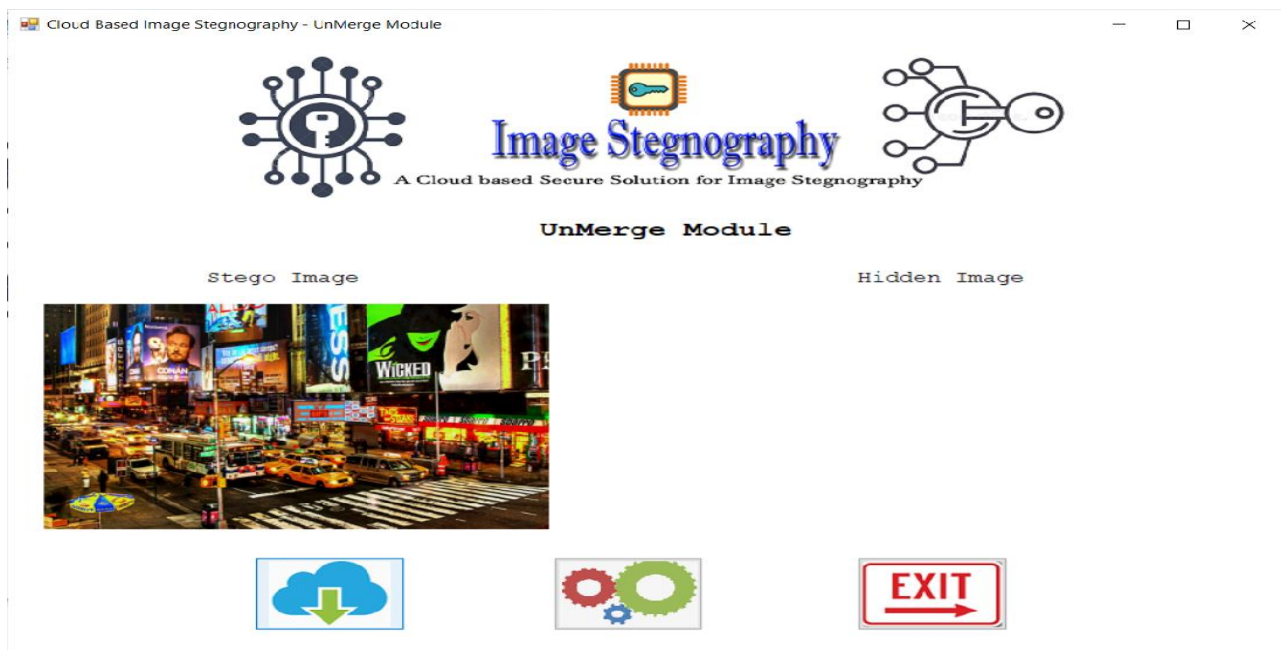 Cloud Based Image Stegnography - UnMerge Module
Image Stegnography
A Cloud based Secure Solution for Image Stegnography
UnMerge Module
Stego Image
Hidden Image
CONAN
ESS
WICKED
EXIT